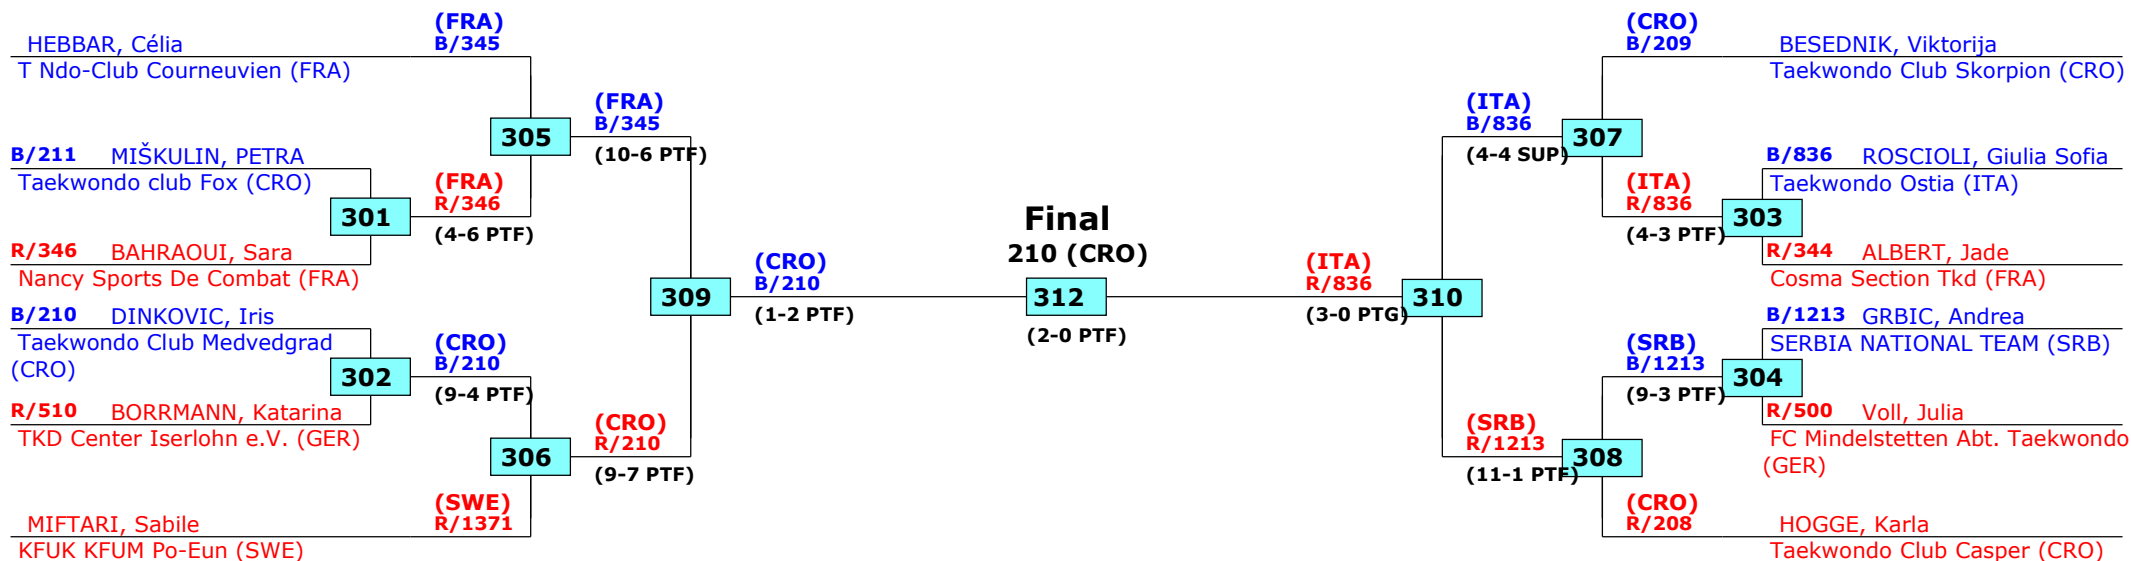 (FRA)
B/345
HEBBAR, Célia
T Ndo-Club Courneuvien (FRA)
(FRA)
B/345
305
(10-6 PTF)
B/211 MIŠKULIN, PETRA
Taekwondo club Fox (CRO)
(FRA)
R/346
301
(4-6 PTF)
R/346 BAHRAOUI, Sara
Nancy Sports De Combat (FRA)
(CRO)
B/210
309
(1-2 PTF)
B/210 DINKOVIC, Iris
Taekwondo Club Medvedgrad
(CRO)
(CRO)
B/210
302
(9-4 PTF)
R/510 BORRMANN, Katarina
TKD Center Iserlohn e.V. (GER)
(CRO)
R/210
306
(9-7 PTF)
(SWE)
R/1371
MIFTARI, Sabile
KFUK KFUM Po-Eun (SWE)
Final
210 (CRO)
312
(2-0 PTF)
(CRO)
B/209
BESEDNIK, Viktorija
Taekwondo Club Skorpion (CRO)
(ITA)
B/836
307
(4-4 SUP)
B/836 ROSCIOLI, Giulia Sofia
Taekwondo Ostia (ITA)
(ITA)
R/836
303
(4-3 PTF)
R/344 ALBERT, Jade
Cosma Section Tkd (FRA)
(ITA)
R/836
310
(3-0 PTG)
B/1213 GRBIC, Andrea
SERBIA NATIONAL TEAM (SRB)
(SRB)
B/1213
304
(9-3 PTF)
R/500 Voll, Julia
FC Mindelstetten Abt. Taekwondo
(GER)
(SRB)
R/1213
308
(11-1 PTF)
(CRO)
R/208
HOGGE, Karla
Taekwondo Club Casper (CRO)